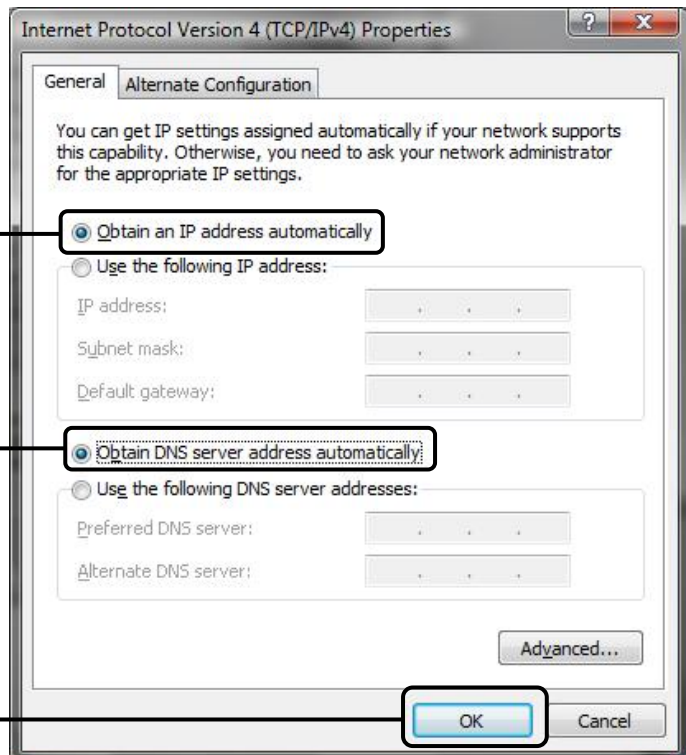 Internet Protocol Version 4 (TCP/IPv4) Properties
General
Alternate Configuration
You can get IP settings assigned automatically if your network supports
this capability. Otherwise, you need to ask your network administrator
for the appropriate IP settings.
Obtain an IP address automatically
Use the following IP address:
IP address:
Subnet mask:
Default gateway:
Obtain DNS server address automatically
Use the following DNS server addresses:
Preferred DNS server:
Alternate DNS server:
Advanced...
OK
Cancel